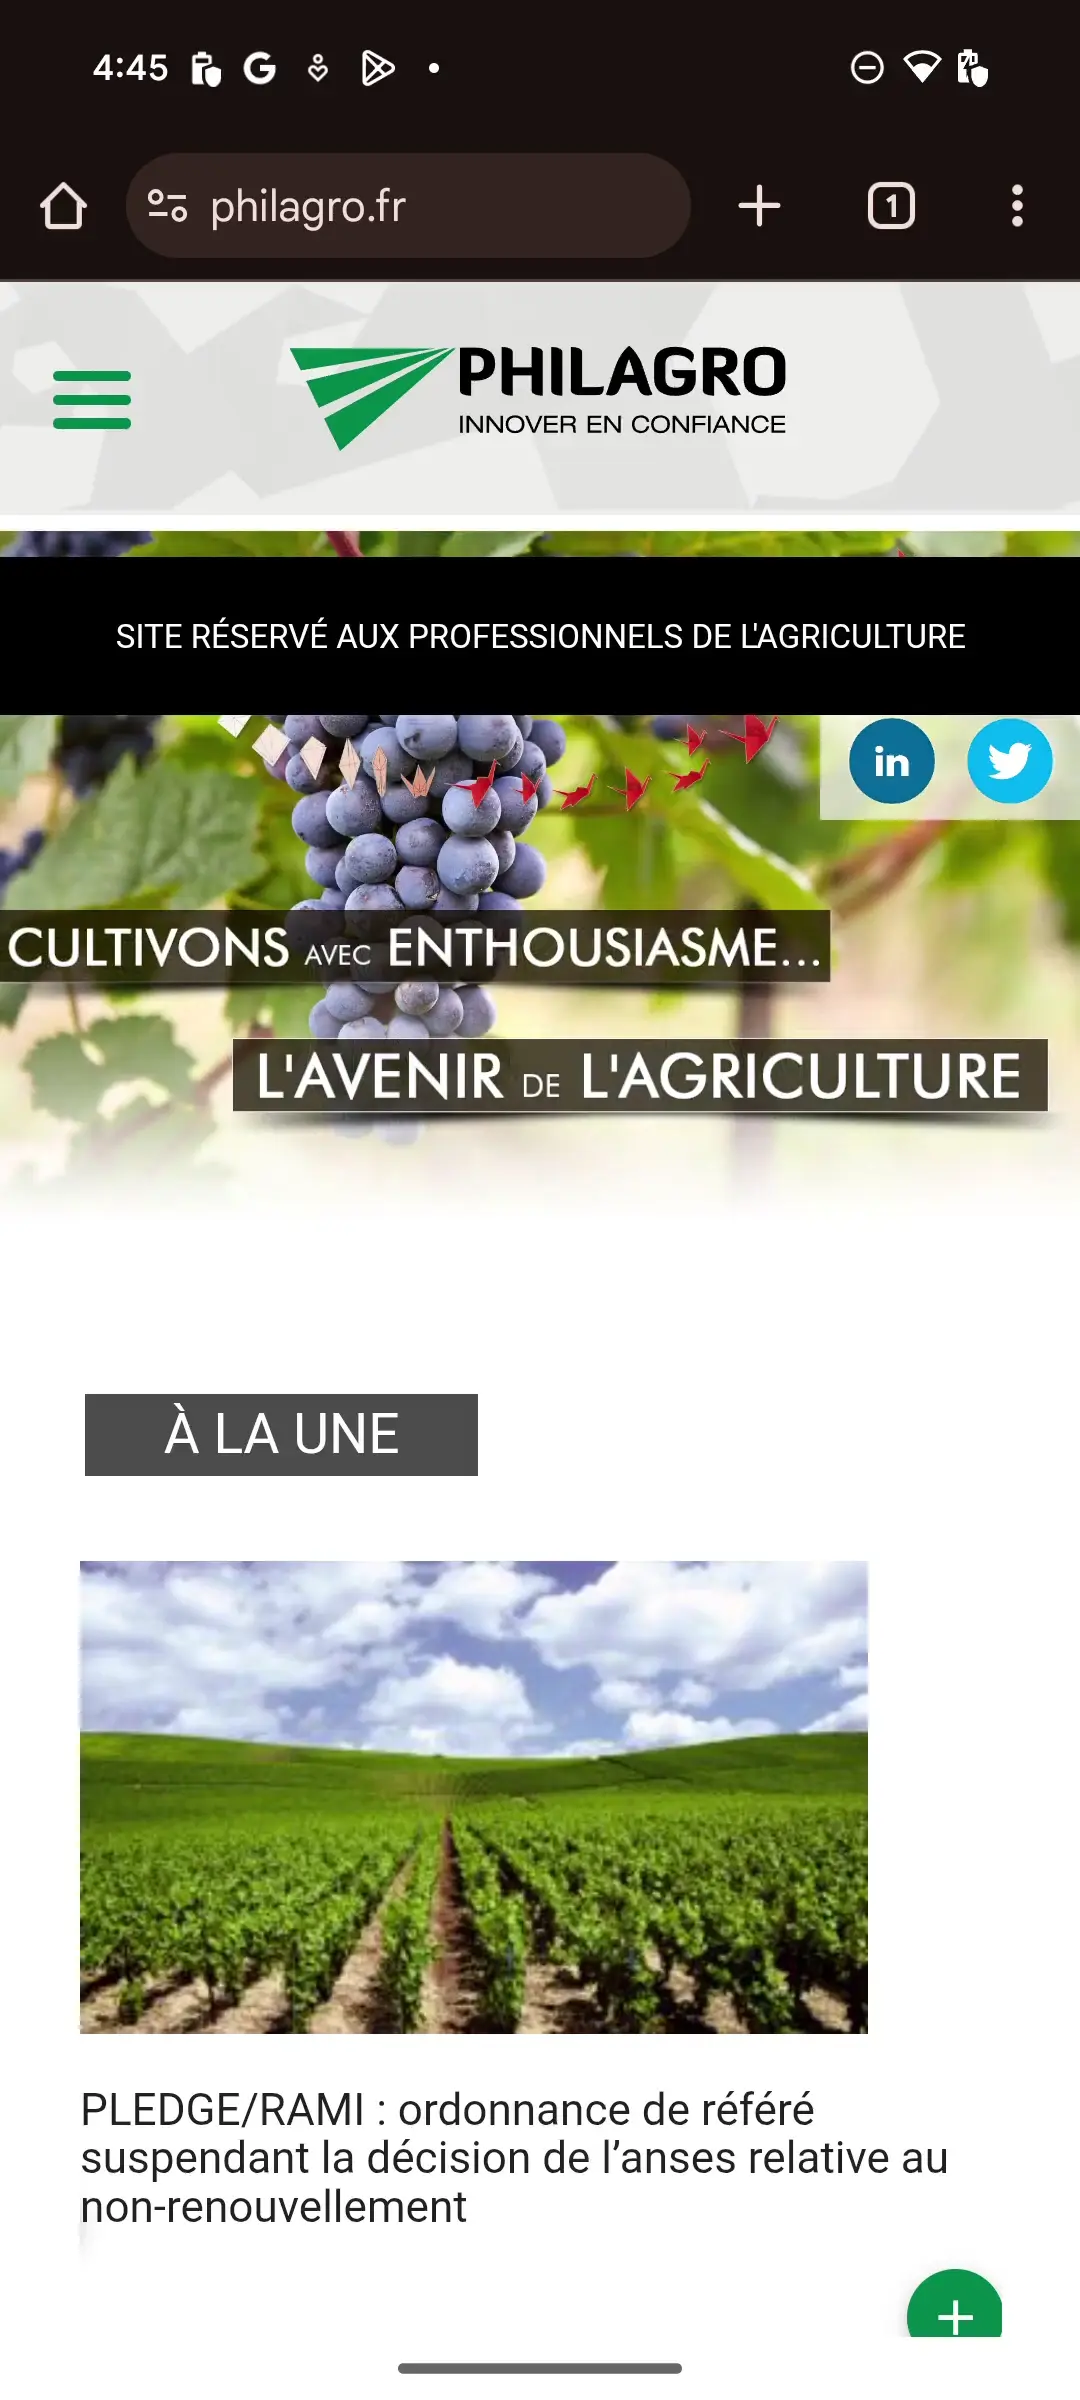 4:45
philagro.fr
1
PHILAGRO
INNOVER EN CONFIANCE
SITE RÉSERVÉ AUX PROFESSIONNELS DE L'AGRICULTURE
in
CULTIVONS AVEC ENTHOUSIASME...
L'AVENIR DE L'AGRICULTURE
À LA UNE
PLEDGE/RAMI : ordonnance de référé
suspendant la décision de l’anses relative au
non-renouvellement